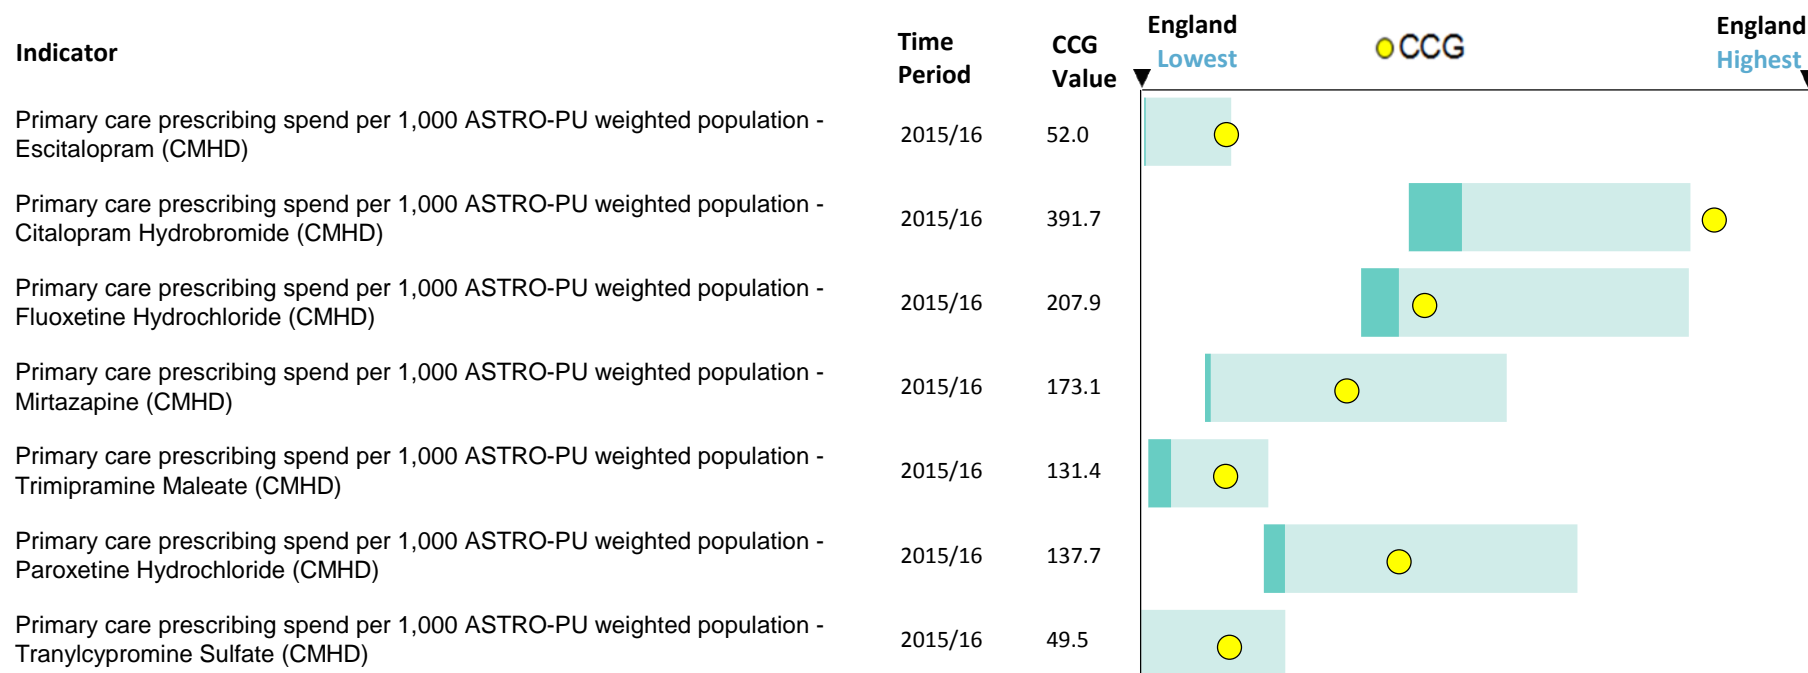 Indicator
Time
Period
CCG
Value
England
Lowest
CCG
England
Highest
Primary care prescribing spend per 1,000 ASTRO-PU weighted population -
Escitalopram (CMHD)
2015/16
52.0
Primary care prescribing spend per 1,000 ASTRO-PU weighted population -
Citalopram Hydrobromide (CMHD)
2015/16
391.7
Primary care prescribing spend per 1,000 ASTRO-PU weighted population -
Fluoxetine Hydrochloride (CMHD)
2015/16
207.9
Primary care prescribing spend per 1,000 ASTRO-PU weighted population -
Mirtazapine (CMHD)
2015/16
173.1
Primary care prescribing spend per 1,000 ASTRO-PU weighted population -
Trimipramine Maleate (CMHD)
2015/16
131.4
Primary care prescribing spend per 1,000 ASTRO-PU weighted population -
Paroxetine Hydrochloride (CMHD)
2015/16
137.7
Primary care prescribing spend per 1,000 ASTRO-PU weighted population -
Tranylcypromine Sulfate (CMHD)
2015/16
49.5